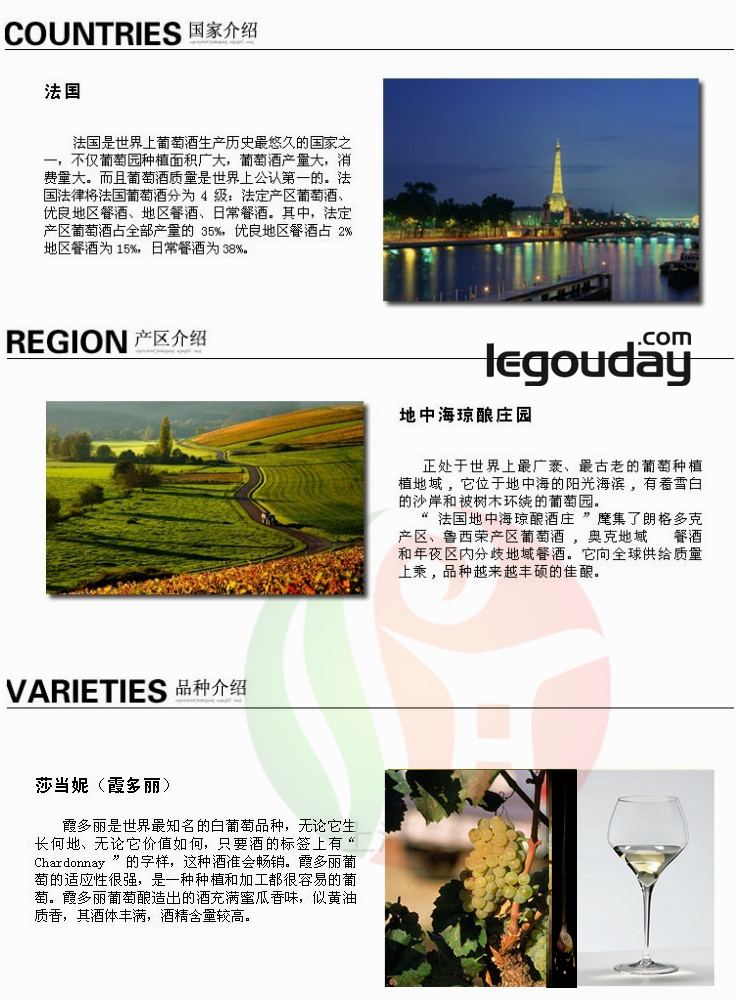 COUNTRIES 国家介绍
法国
法国是世界上葡萄酒生产历史最悠久的国家之
一，不仅葡萄园种植面积广大，葡萄酒产量大，消
费量大。而且葡萄酒质量是世界上公认第一的。法
国法律将法国葡萄酒分为 4 级：法定产区葡萄酒、
优良地区餐酒、地区餐酒、日常餐酒。其中，法定
产区葡萄酒占全部产量的 35%，优良地区餐酒占 2%
地区餐酒为 15%，日常餐酒为 38%。
REGION 产区介绍
legouday.com
地中海琼酿庄园
正处于世界上最广袤、最古老的葡萄种植
植地域，它位于地中海的阳光海滨，有着雪白
的沙岸和被树木环绕的葡萄园。
“ 法国地中海琼酿酒庄 ”麾集了朗格多克
产区、鲁西荣产区葡萄酒，奥克地域 餐酒
和年夜区内分歧地域餐酒。它向全球供给质量
上乘，品种越来越丰硕的佳酿。
VARIETIES 品种介绍
莎当妮（霞多丽）
霞多丽是世界最知名的白葡萄品种，无论它生
长何地、无论它价值如何，只要酒的标签上有“
Chardonnay ”的字样，这种酒准会畅销。霞多丽葡
萄的适应性很强，是一种种植和加工都很容易的葡
萄。霞多丽葡萄酿造出的酒充满蜜瓜香味，似黄油
质香，其酒体丰满，酒精含量较高。